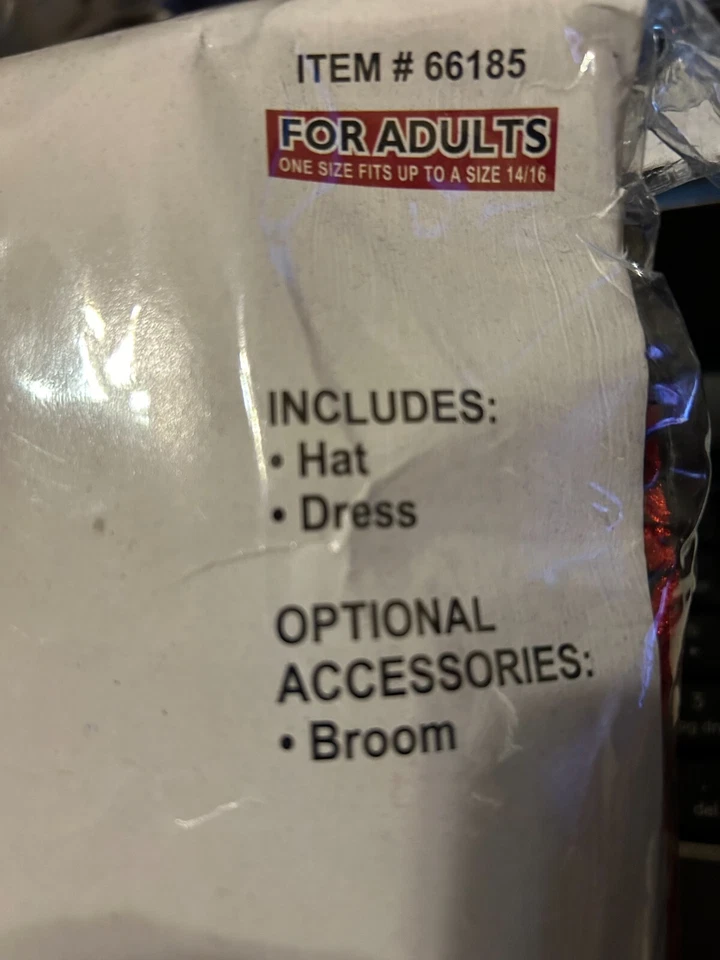 ITEM # 66185
FOR ADULTS
ONE SIZE FITS UP TO A SIZE 14/16
INCLUDES:
• Hat
• Dress
OPTIONAL
ACCESSORIES:
• Broom